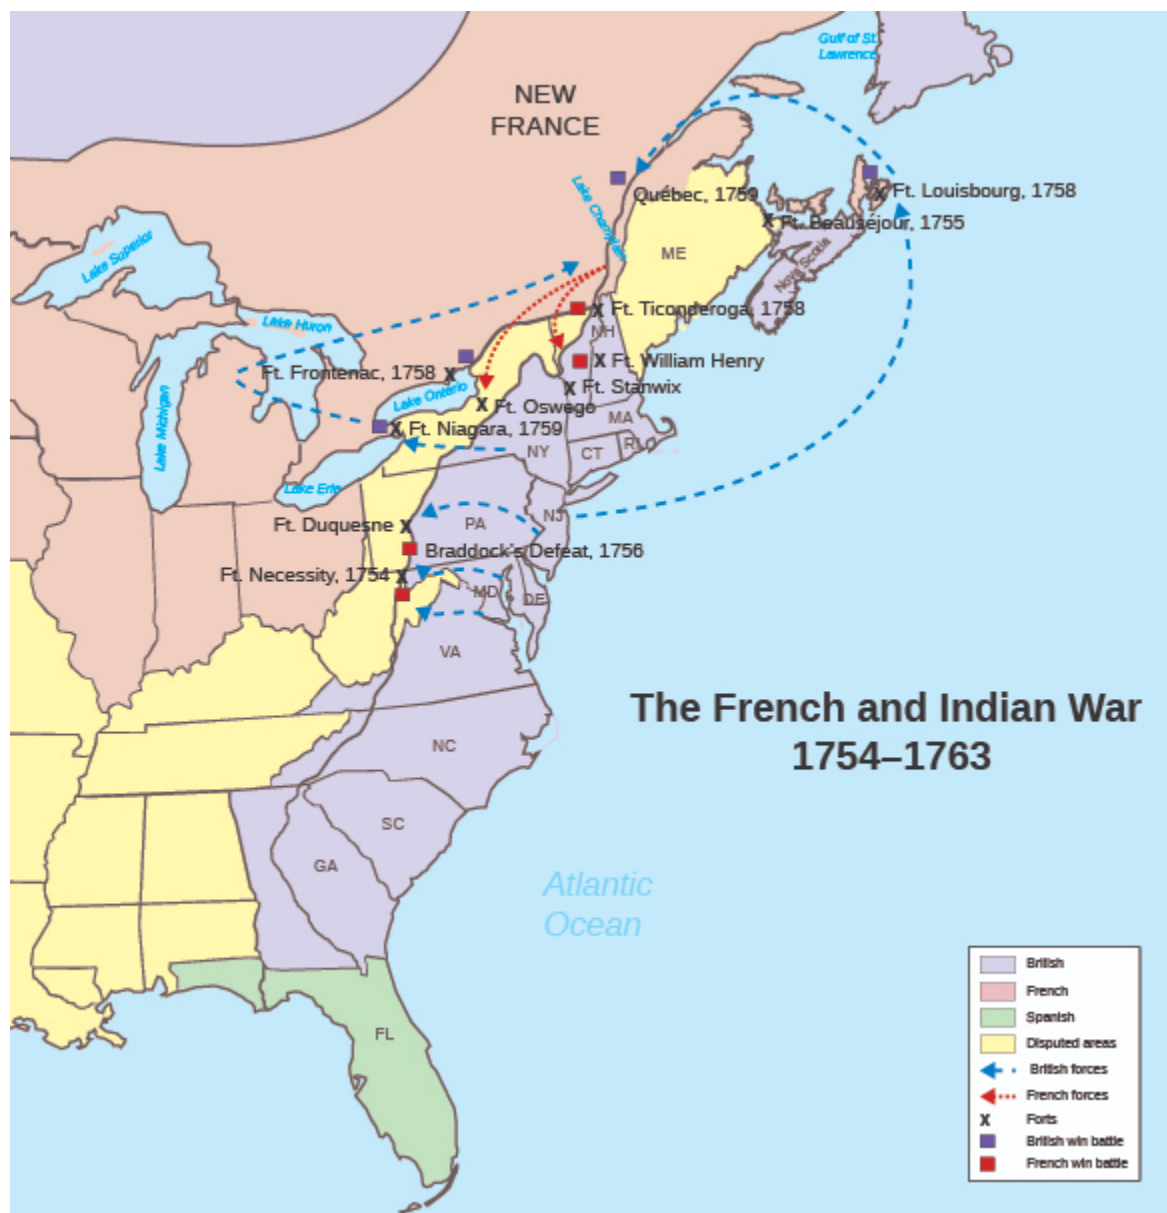 Gulf of St.
Lawrence
NEW
FRANCE
Lake Champlain
Québec, 1759
Ft. Louisbourg, 1758
Ft. Beauséjour, 1755
Nova Scotia
ME
Lake Superior
Lake Huron
Ft. Ticonderoga, 1758
NH
Ft. William Henry
Ft. Frontenac, 1758
Ft. Stanwix
Lake Ontario
Ft. Oswego
Lake Michigan
MA
Ft. Niagara, 1759
NY
CT
RI
Lake Erie
NJ
Ft. Duquesne
PA
Braddock's Defeat, 1756
Ft. Necessity, 1754
MD
DE
VA
The French and Indian War
1754–1763
NC
SC
GA
Atlantic
Ocean
FL
British
French
Spanish
Disputed areas
British forces
French forces
X Forts
British win battle
French win battle